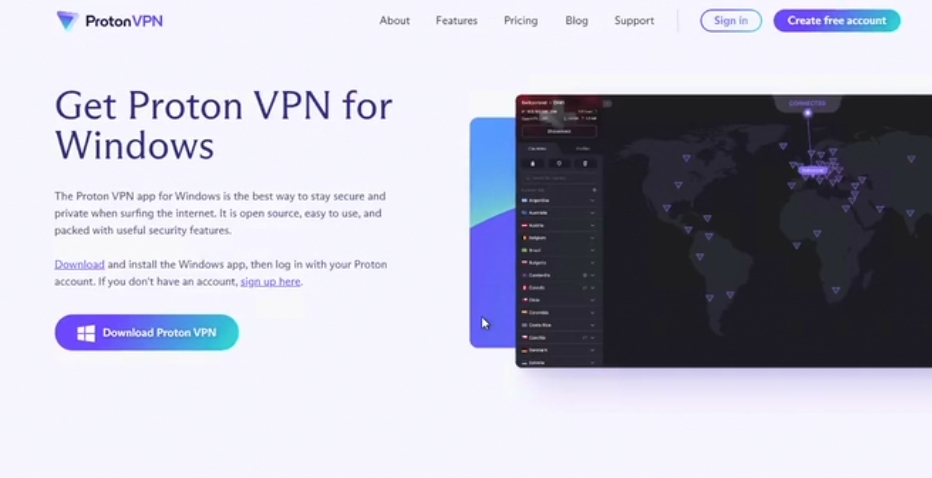 ProtonVPN
About Features Pricing Blog Support Sign in Create free account
Get Proton VPN for
Windows
The Proton VPN app for Windows is the best way to stay secure and
private when surfing the internet. It is open source, easy to use, and
packed with useful security features.
Download and install the Windows app, then log in with your Proton
account. If you don't have an account, sign up here.
Download Proton VPN
CONNECTED
Argentina
Australia
Austria
Belgium
Brazil
Bulgaria
Cambodia
Canada
Chile
Colombia
Costa Rica
Czechia
Denmark
Estonia